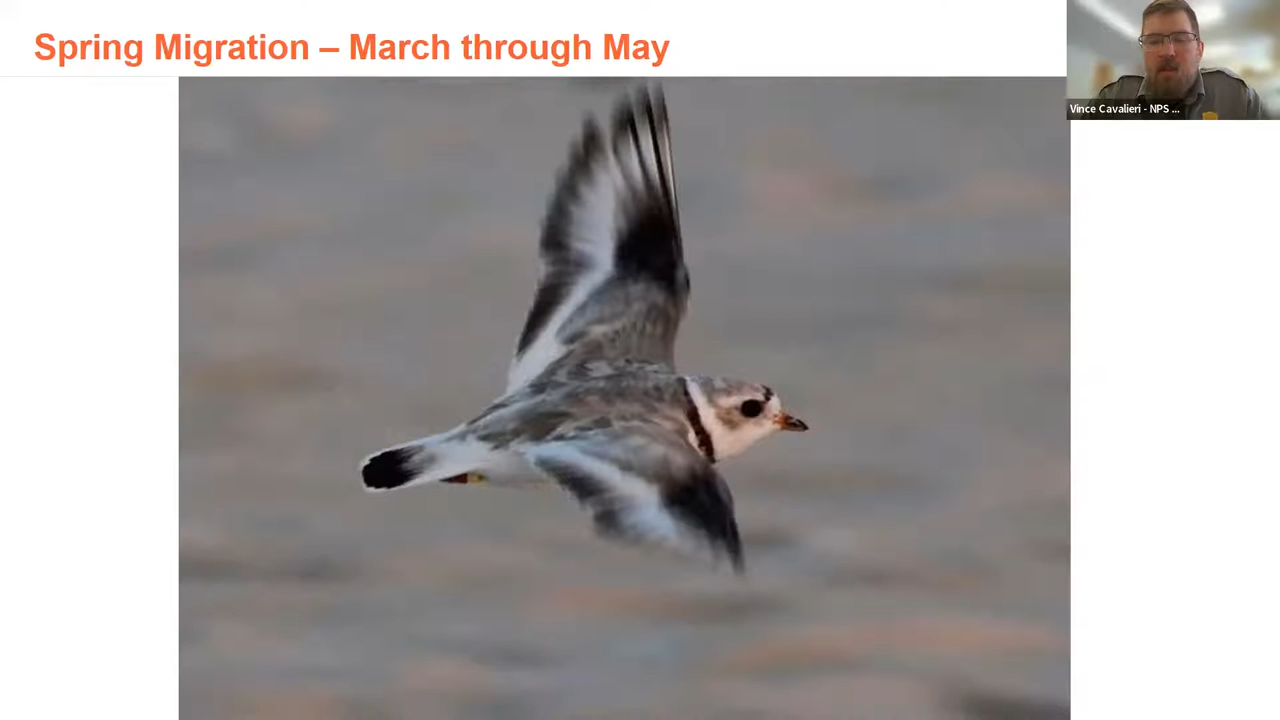 Spring Migration – March through May
Vince Cavalieri - NPS ...